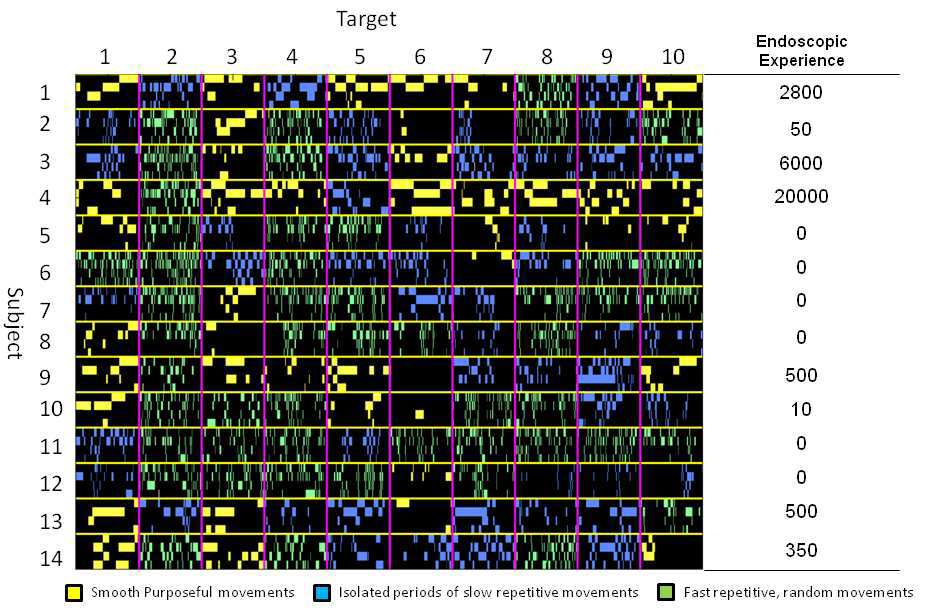 Target
1 2 3 4 5 6 7 8 9 10
Endoscopic
Experience
Subject
1 2800
2 50
3 6000
4 20000
5 0
6 0
7 0
8 0
9 500
10 10
11 0
12 0
13 500
14 350
Smooth Purposeful movements Isolated periods of slow repetitive movements Fast repetitive, random movements